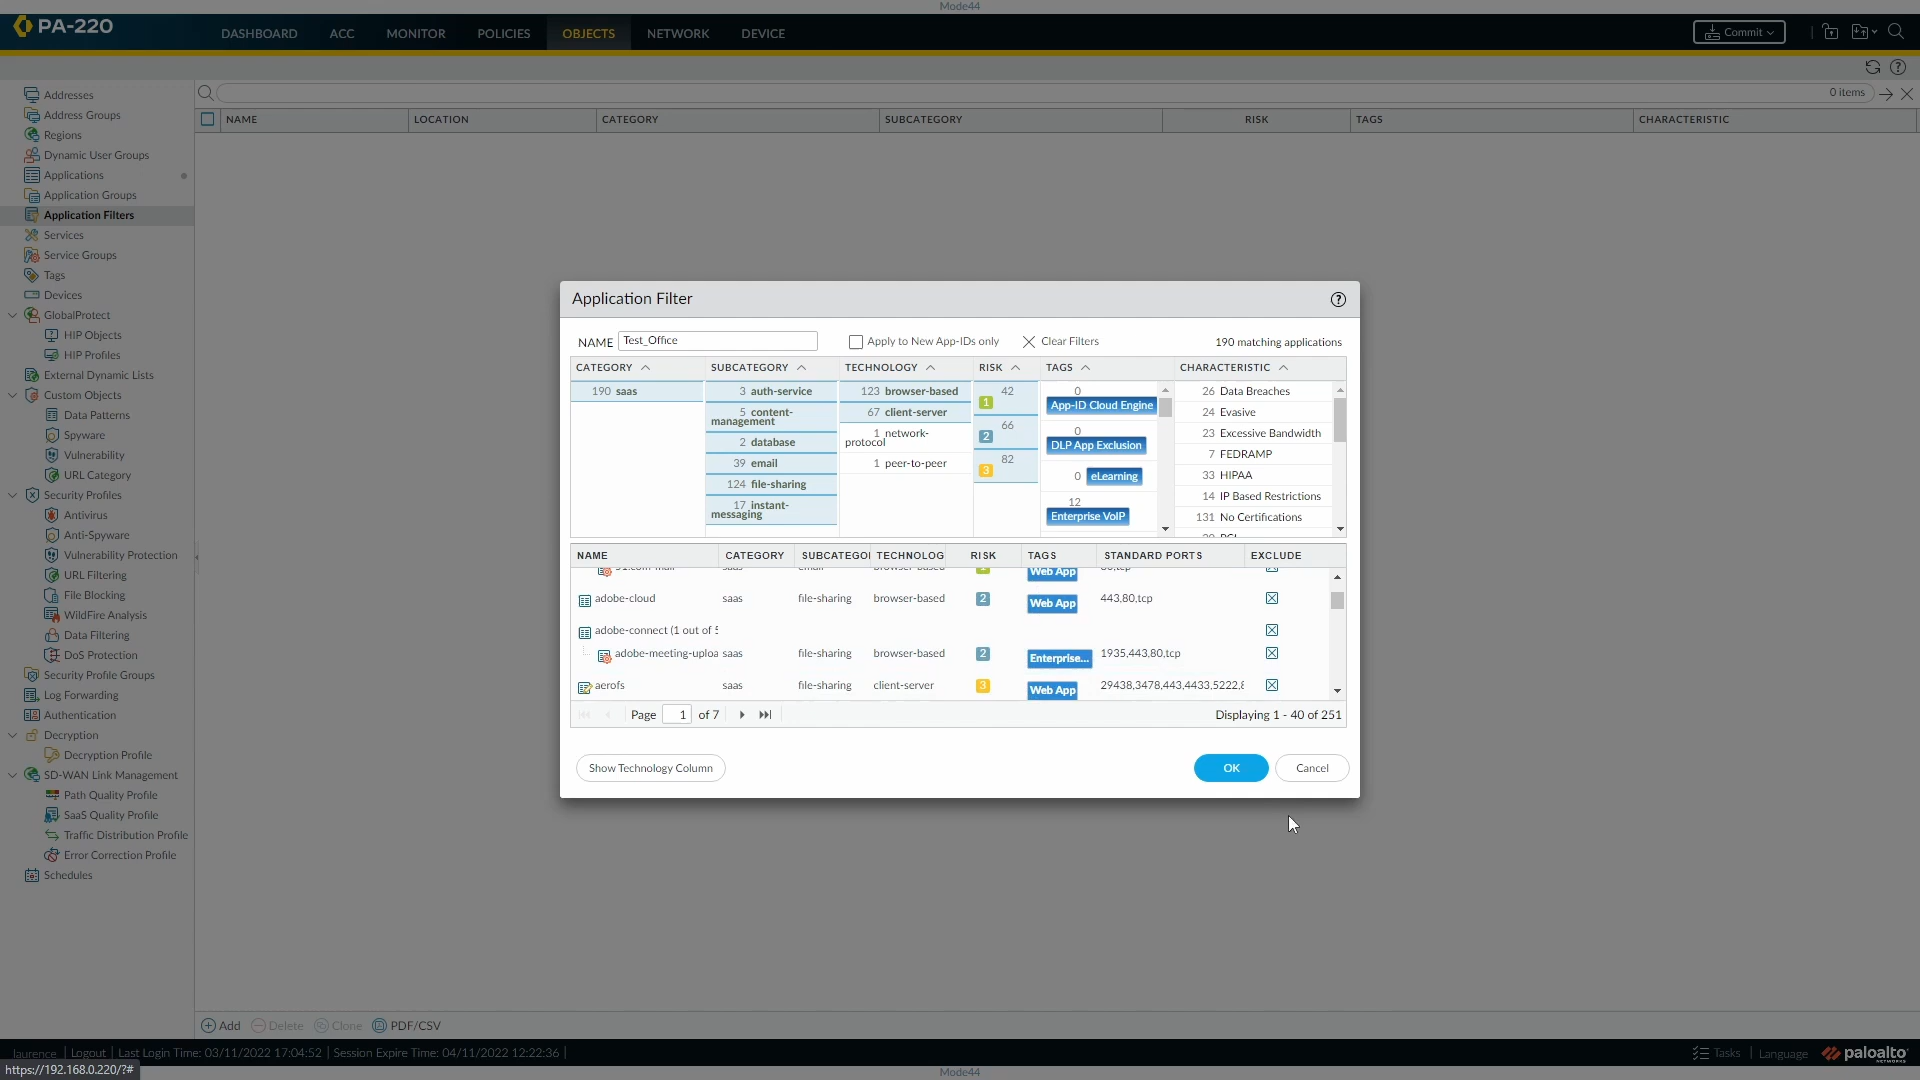 Mode44
PA-220
DASHBOARD ACC MONITOR POLICIES OBJECTS NETWORK DEVICE
Commit
0 items
NAME LOCATION CATEGORY SUBCATEGORY RISK TAGS CHARACTERISTIC
Addresses
Address Groups
Regions
Dynamic User Groups
Applications
Application Groups
Application Filters
Services
Service Groups
Tags
Devices
GlobalProtect
HIP Objects
HIP Profiles
External Dynamic Lists
Custom Objects
Data Patterns
Spyware
Vulnerability
URL Category
Security Profiles
Antivirus
Anti-Spyware
Vulnerability Protection
URL Filtering
File Blocking
WildFire Analysis
Data Filtering
DoS Protection
Security Profile Groups
Log Forwarding
Authentication
Decryption
Decryption Profile
SD-WAN Link Management
Path Quality Profile
SaaS Quality Profile
Traffic Distribution Profile
Error Correction Profile
Schedules
Application Filter
NAME Test_Office Apply to New App-IDs only Clear Filters 190 matching applications
CATEGORY SUBCATEGORY TECHNOLOGY RISK TAGS CHARACTERISTIC
190 saas
3 auth-service
5 content-
management
2 database
39 email
124 file-sharing
17 instant-
messaging
123 browser-based
67 client-server
1 network-
protocol
1 peer-to-peer
42
1
66
2
82
3
0
App-ID Cloud Engine
0
DLP App Exclusion
0 eLearning
12
Enterprise VoIP
26 Data Breaches
24 Evasive
23 Excessive Bandwidth
7 FEDRAMP
33 HIPAA
14 IP Based Restrictions
131 No Certifications
NAME CATEGORY SUBCATEGO TECHNOLOG RISK TAGS STANDARD PORTS EXCLUDE
Web App
adobe-cloud saas file-sharing browser-based 2 Web App 443,80,tcp
adobe-connect (1 out of
adobe-meeting-uploa saas file-sharing browser-based 2 Enterprise... 1935,443,80,tcp
aerofs saas file-sharing client-server 3 Web App 29438,3478,443,4433,5222,
Page 1 of 7 Displaying 1 - 40 of 251
Show Technology Column OK Cancel
Add Delete Clone PDF/CSV
laurence | Logout | Last Login Time: 03/11/2022 17:04:52 | Session Expire Time: 04/11/2022 12:22:36 |
Tasks | Language paloalto
NETWORKS
https://192.168.0.220/?#
Mode44